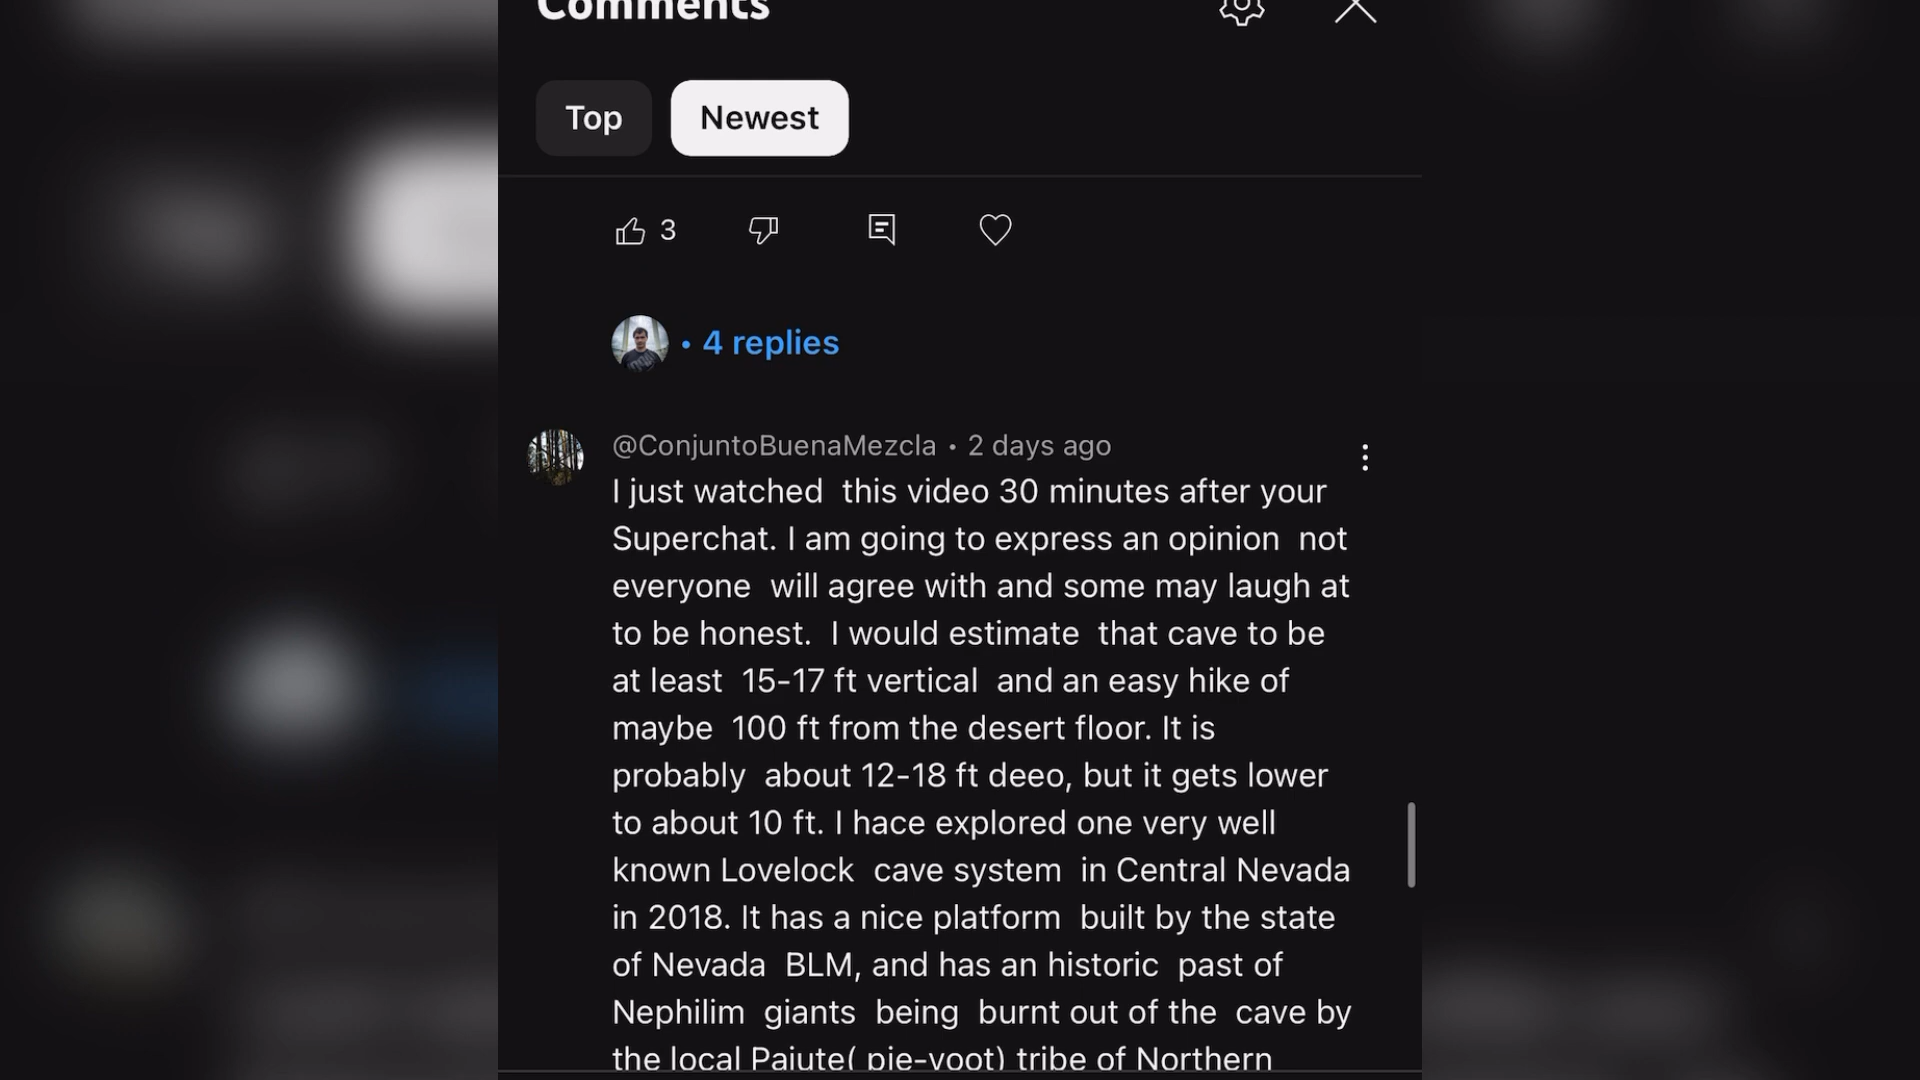 Comments
Top
Newest
3
• 4 replies
@ConjuntoBuenaMezcla • 2 days ago
I just watched  this video 30 minutes after your
Superchat. I am going to express an opinion  not
everyone  will agree with and some may laugh at
to be honest.  I would estimate  that cave to be
at least  15-17 ft vertical  and an easy hike of
maybe  100 ft from the desert floor. It is
probably  about 12-18 ft deeo, but it gets lower
to about 10 ft. I hace explored one very well
known Lovelock  cave system  in Central Nevada
in 2018. It has a nice platform  built by the state
of Nevada  BLM, and has an historic  past of
Nephilim  giants  being  burnt out of the  cave by
the local Paiute( pie-yoot) tribe of Northern